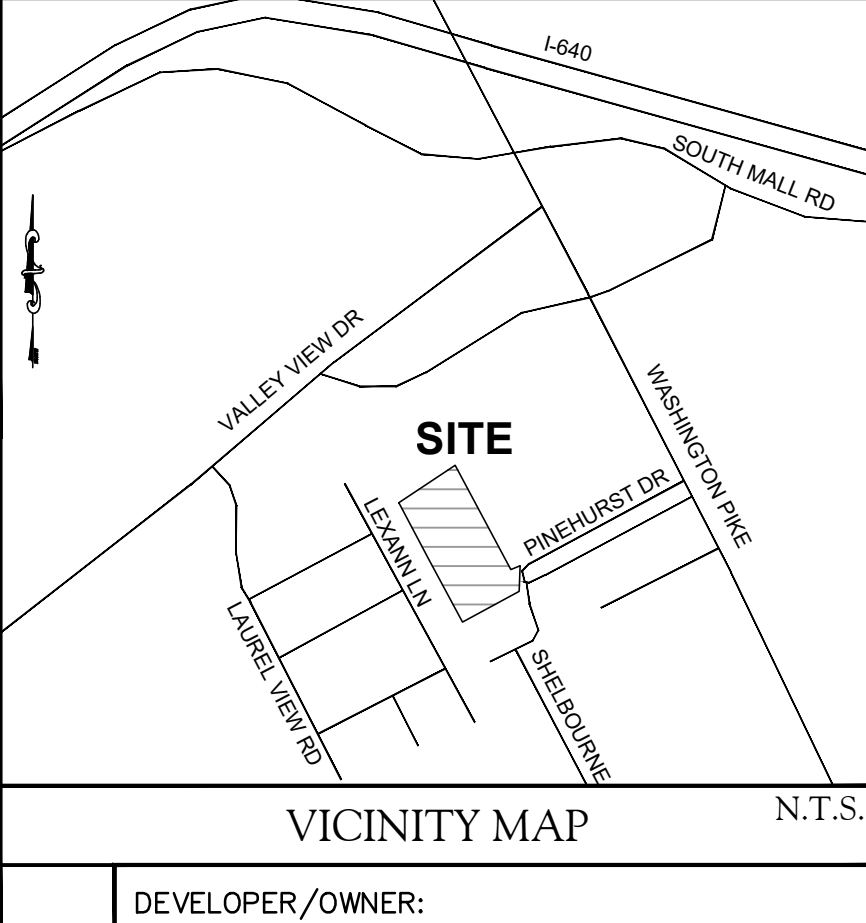 I-640
SOUTH MALL RD
VALLEY VIEW DR
WASHINGTON PIKE
SITE
PINEHURST DR
LEXANN LN
LAUREL VIEW RD
SHELBOURNE
VICINITY MAP
N.T.S.
DEVELOPER/OWNER: